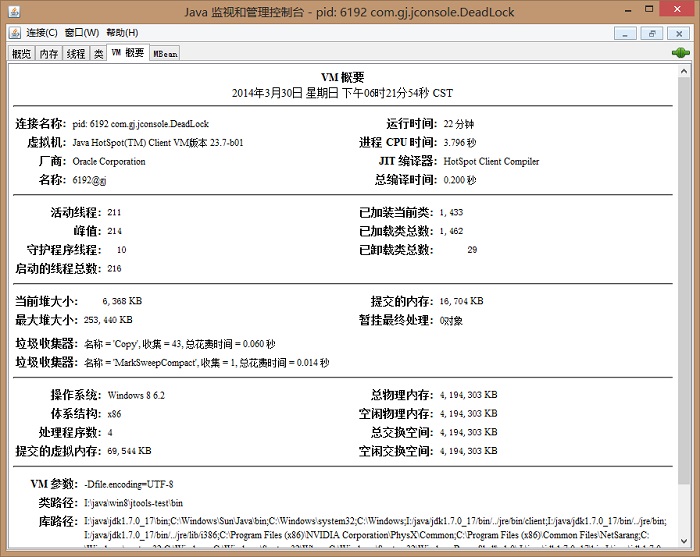 Java 监视和管理控制台 - pid: 6192 com.gj.jconsole.DeadLock
连接(C) 窗口(W) 帮助(H)
概览 内存 线程 类 VM 概要 MBean
VM 概要
2014年3月30日 星期日 下午06时21分54秒 CST
连接名称: pid: 6192 com.gj.jconsole.DeadLock 运行时间: 22 分钟
虚拟机: Java HotSpot(TM) Client VM版本 23.7-b01 进程 CPU 时间: 3.796 秒
厂商: Oracle Corporation JIT 编译器: HotSpot Client Compiler
名称: 6192@gj 总编译时间: 0.200 秒
活动线程: 211 已加装当前类: 1,433
峰值: 214 已加载类总数: 1,462
守护程序线程: 10 已卸载类总数: 29
启动的线程总数: 216
当前堆大小: 6,368 KB 提交的内存: 16,704 KB
最大堆大小: 253,440 KB 暂挂最终处理: 0对象
垃圾收集器: 名称 = 'Copy', 收集 = 43, 总花费时间 = 0.060 秒
垃圾收集器: 名称 = 'MarkSweepCompact', 收集 = 1, 总花费时间 = 0.014 秒
操作系统: Windows 8 6.2 总物理内存: 4,194,303 KB
体系结构: x86 空闲物理内存: 4,194,303 KB
处理程序数: 4 总交换空间: 4,194,303 KB
提交的虚拟内存: 69,544 KB 空闲交换空间: 4,194,303 KB
VM 参数: -Dfile.encoding=UTF-8
类路径: I:\java\win8\jtools-test\bin
库路径: I:\java\jdk1.7.0_17\bin;C:\Windows\Sun\Java\bin;C:\Windows\system32;C:\Windows;I:/java/jdk1.7.0_17/bin/../jre/bin/client;I:/java/jdk1.7.0_17/bin/../jre/bin;
I:/java/jdk1.7.0_17/bin/../jre/lib/i386;C:\Program Files (x86)\NVIDIA Corporation\PhysX\Common;C:\Program Files (x86)\Common Files\NetSarang;C: